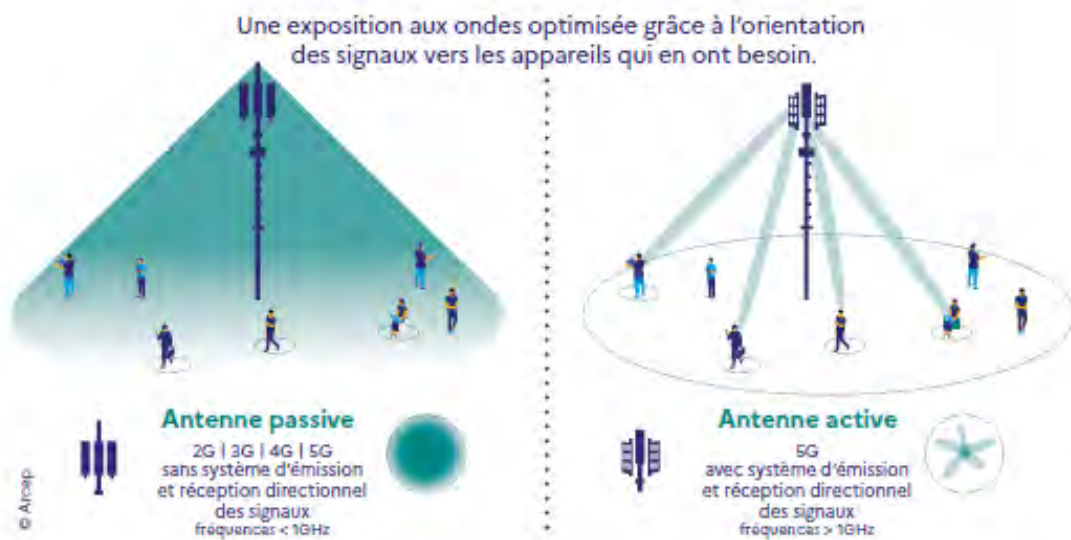 Une exposition aux ondes optimisée grâce à l'orientation
des signaux vers les appareils qui en ont besoin.
Antenne passive
2G | 3G | 4G | 5G
sans système d'émission
et réception directionnel
des signaux
fréquences < 1GHz
Antenne active
5G
avec système d'émission
et réception directionnel
des signaux
fréquences > 1GHz
© Arcep